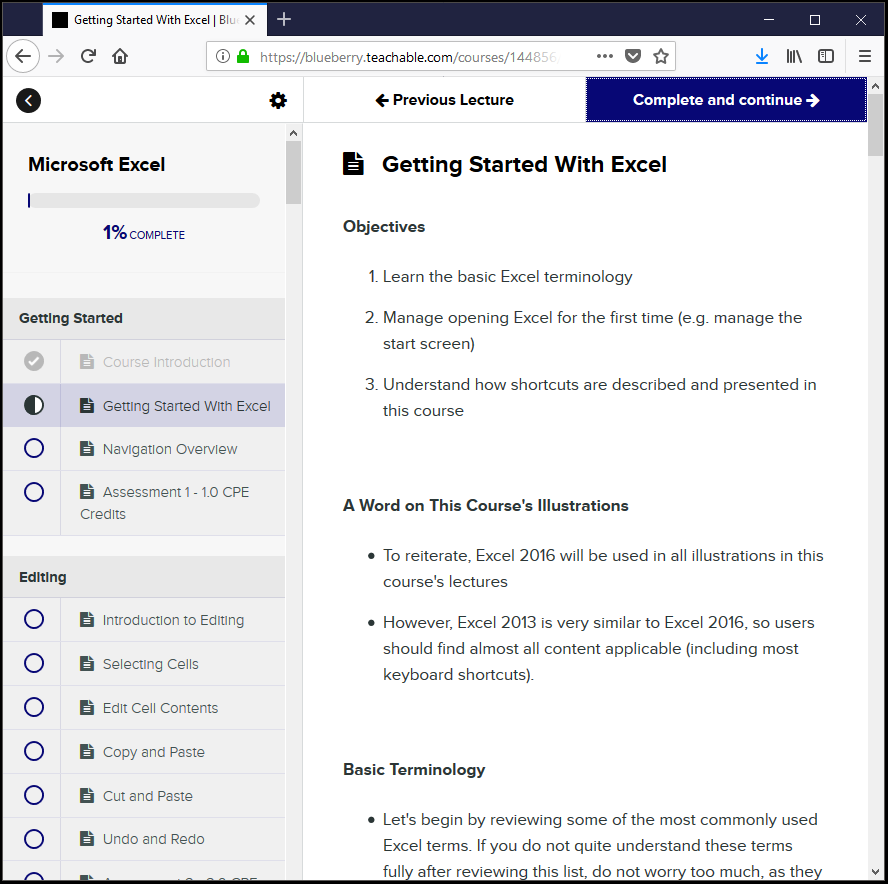 Getting Started With Excel | Blu
https://blueberry.teachable.com/courses/144856
Previous Lecture
Complete and continue
Microsoft Excel
1% COMPLETE
Getting Started
Course Introduction
Getting Started With Excel
Navigation Overview
Assessment 1 - 1.0 CPE
Credits
Editing
Introduction to Editing
Selecting Cells
Edit Cell Contents
Copy and Paste
Cut and Paste
Undo and Redo
Getting Started With Excel
Objectives
1. Learn the basic Excel terminology
2. Manage opening Excel for the first time (e.g. manage the
start screen)
3. Understand how shortcuts are described and presented in
this course
A Word on This Course's Illustrations
• To reiterate, Excel 2016 will be used in all illustrations in this
course's lectures
• However, Excel 2013 is very similar to Excel 2016, so users
should find almost all content applicable (including most
keyboard shortcuts).
Basic Terminology
• Let's begin by reviewing some of the most commonly used
Excel terms. If you do not quite understand these terms
fully after reviewing this list, do not worry too much, as they